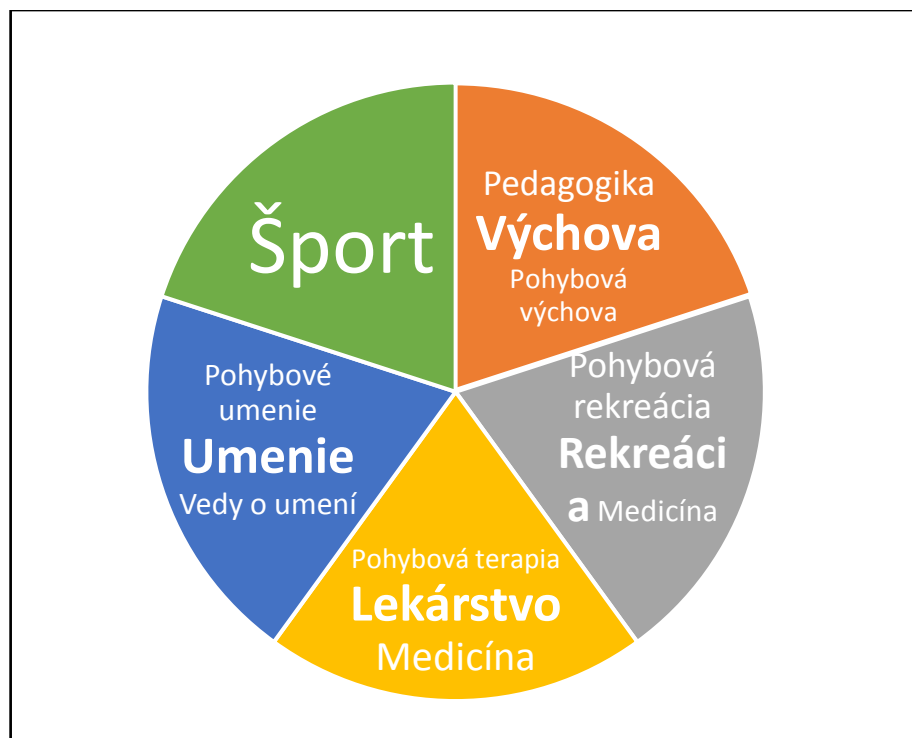 Šport
Pedagogika
Výchova
Pohybová
výchova
Pohybová
rekreácia
Rekreáci
a Medicína
Pohybová terapia
Lekárstvo
Medicína
Pohybové
umenie
Umenie
Vedy o umení